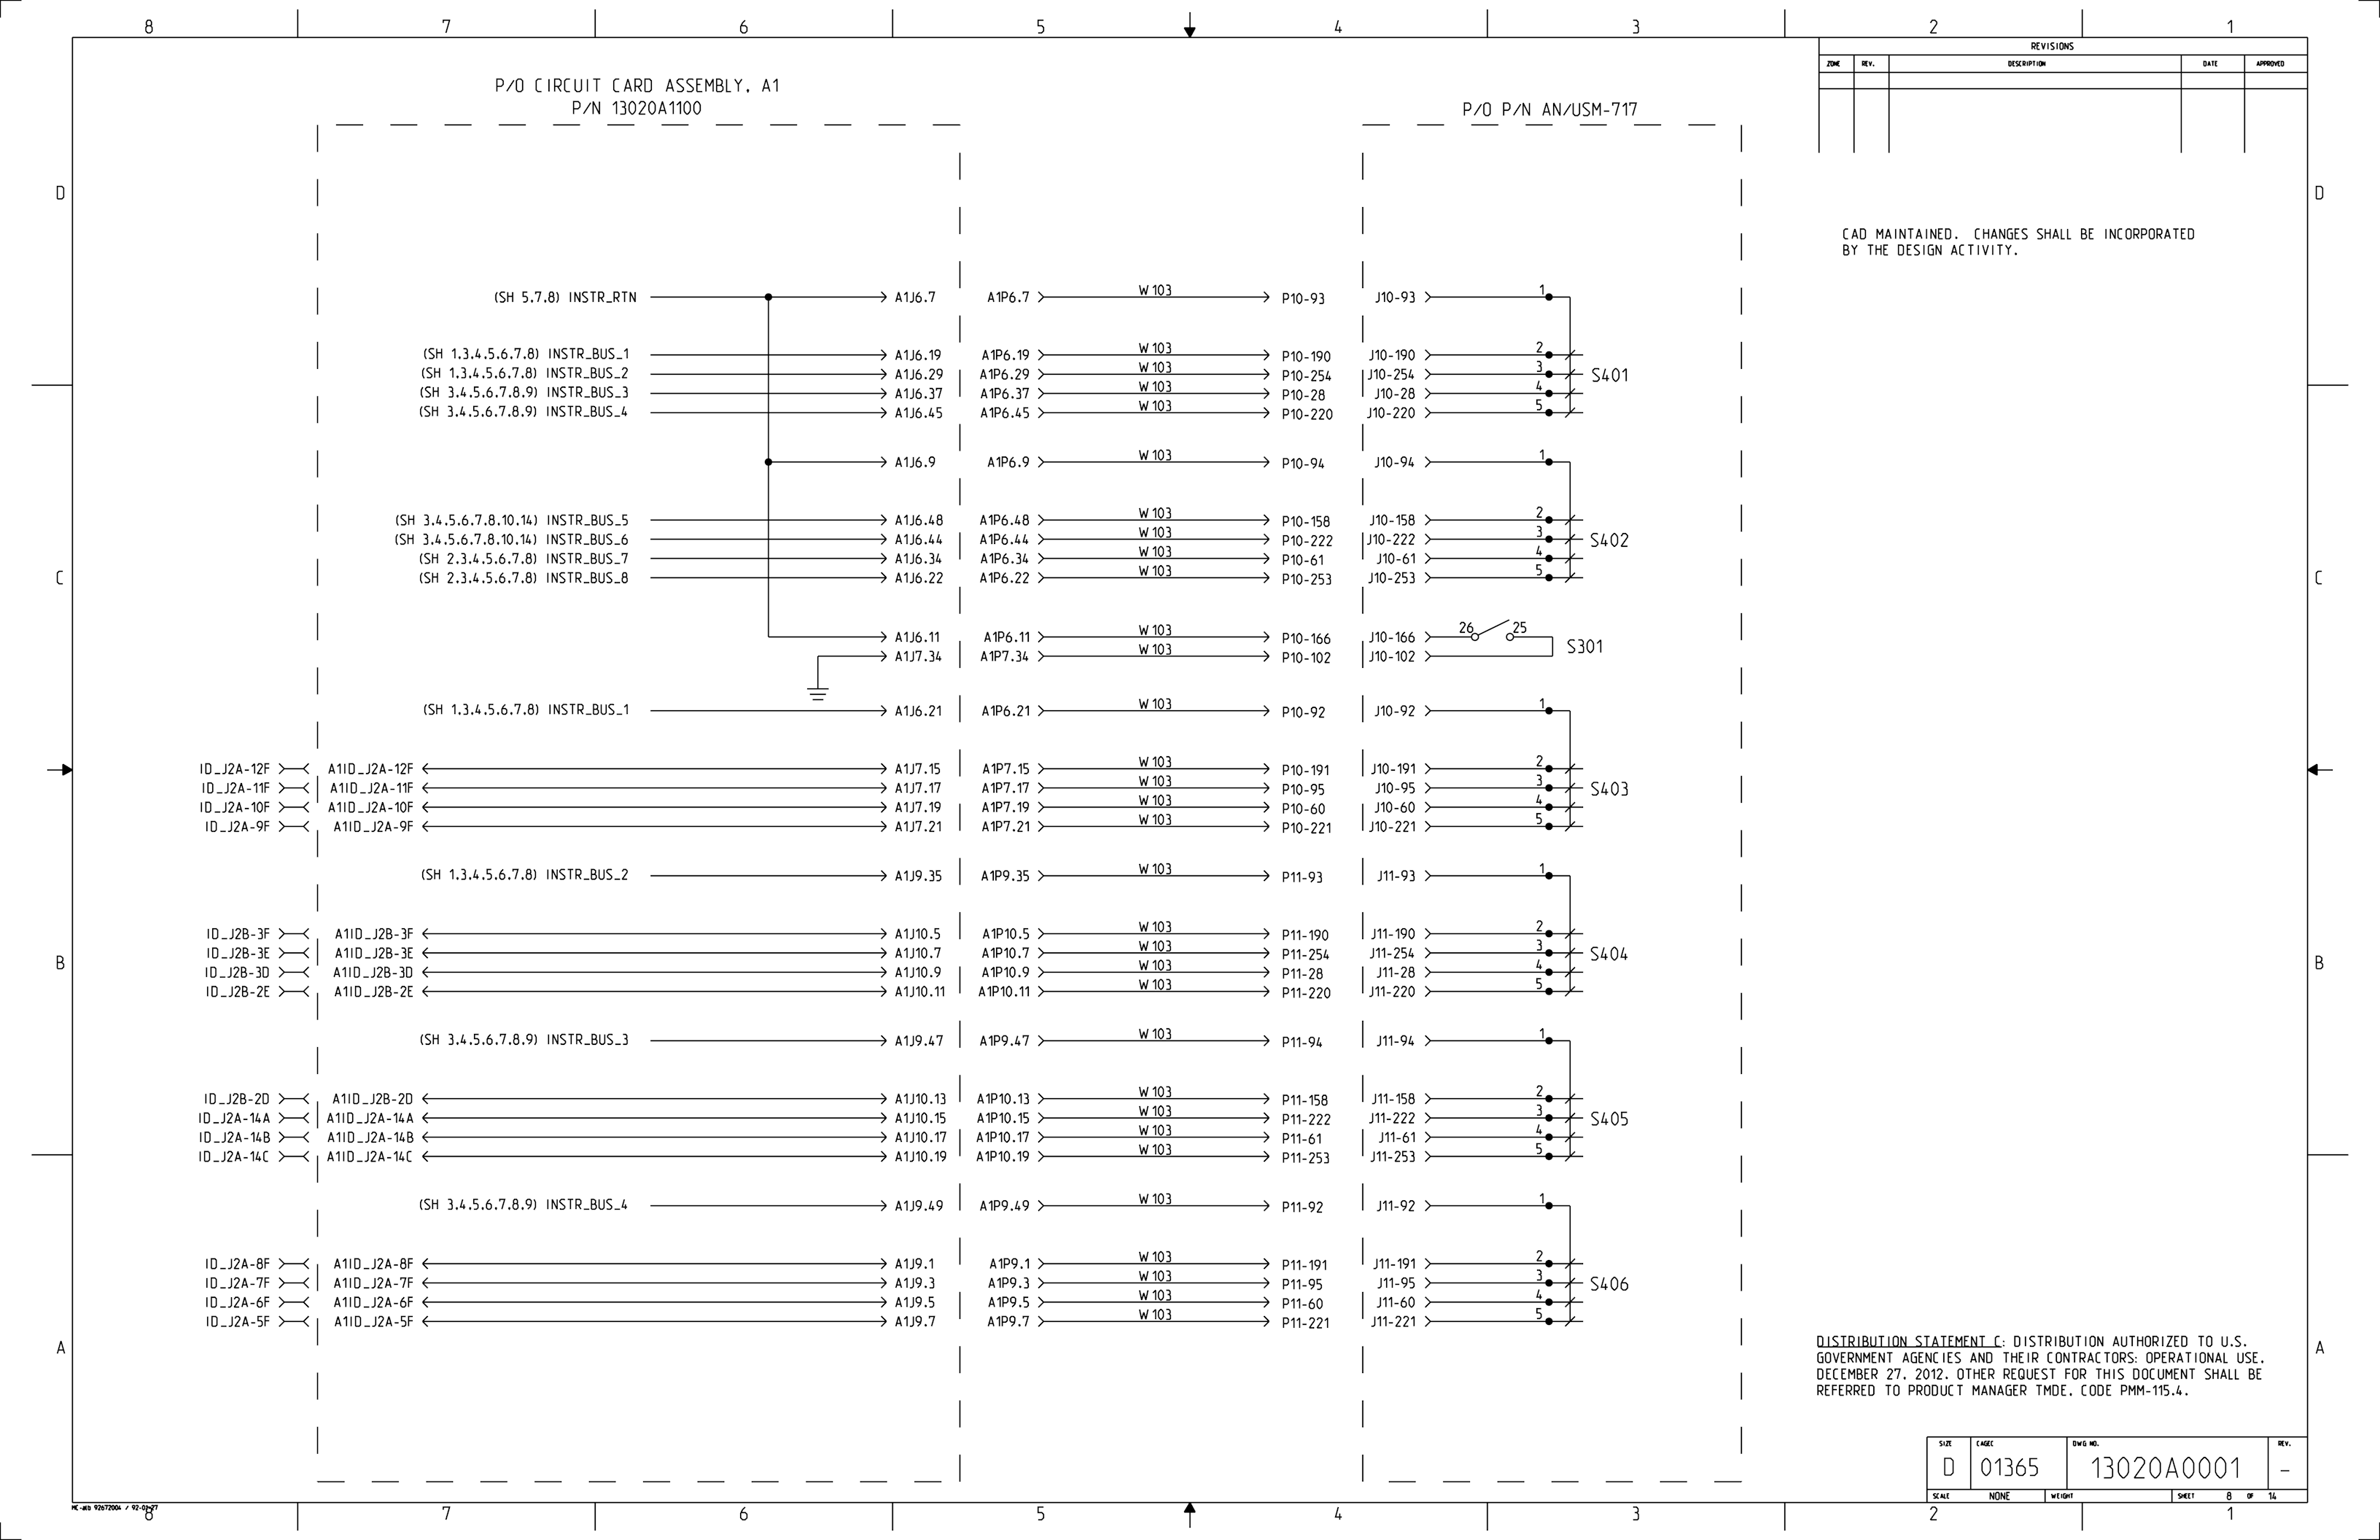 8 7 6 5 4 3 2 1
REVISIONS
ZONE REV. DESCRIPTION DATE APPROVED
P/O CIRCUIT CARD ASSEMBLY, A1
P/N 13020A1100
P/O P/N AN/USM-717
D D
CAD MAINTAINED. CHANGES SHALL BE INCORPORATED
BY THE DESIGN ACTIVITY.
(SH 5,7,8) INSTR_RTN A1J6.7 A1P6.7 W103 P10-93 J10-93 1
(SH 1,3,4,5,6,7,8) INSTR_BUS_1 A1J6.19 A1P6.19 W103 P10-190 J10-190 2
(SH 1,3,4,5,6,7,8) INSTR_BUS_2 A1J6.29 A1P6.29 W103 P10-254 J10-254 3 S401
(SH 3,4,5,6,7,8,9) INSTR_BUS_3 A1J6.37 A1P6.37 W103 P10-28 J10-28 4
(SH 3,4,5,6,7,8,9) INSTR_BUS_4 A1J6.45 A1P6.45 W103 P10-220 J10-220 5
A1J6.9 A1P6.9 W103 P10-94 J10-94 1
(SH 3,4,5,6,7,8,10,14) INSTR_BUS_5 A1J6.48 A1P6.48 W103 P10-158 J10-158 2
(SH 3,4,5,6,7,8,10,14) INSTR_BUS_6 A1J6.44 A1P6.44 W103 P10-222 J10-222 3 S402
(SH 2,3,4,5,6,7,8) INSTR_BUS_7 A1J6.34 A1P6.34 W103 P10-61 J10-61 4
C C
(SH 2,3,4,5,6,7,8) INSTR_BUS_8 A1J6.22 A1P6.22 W103 P10-253 J10-253 5
A1J6.11 A1P6.11 W103 P10-166 J10-166 26 25
S301
A1J7.34 A1P7.34 W103 P10-102 J10-102
(SH 1,3,4,5,6,7,8) INSTR_BUS_1 A1J6.21 A1P6.21 W103 P10-92 J10-92 1
ID_J2A-12F A1ID_J2A-12F A1J7.15 A1P7.15 W103 P10-191 J10-191 2
ID_J2A-11F A1ID_J2A-11F A1J7.17 A1P7.17 W103 P10-95 J10-95 3 S403
ID_J2A-10F A1ID_J2A-10F A1J7.19 A1P7.19 W103 P10-60 J10-60 4
ID_J2A-9F A1ID_J2A-9F A1J7.21 A1P7.21 W103 P10-221 J10-221 5
(SH 1,3,4,5,6,7,8) INSTR_BUS_2 A1J9.35 A1P9.35 W103 P11-93 J11-93 1
ID_J2B-3F A1ID_J2B-3F A1J10.5 A1P10.5 W103 P11-190 J11-190 2
ID_J2B-3E A1ID_J2B-3E A1J10.7 A1P10.7 W103 P11-254 J11-254 3 S404
B B
ID_J2B-3D A1ID_J2B-3D A1J10.9 A1P10.9 W103 P11-28 J11-28 4
ID_J2B-2E A1ID_J2B-2E A1J10.11 A1P10.11 W103 P11-220 J11-220 5
(SH 3,4,5,6,7,8,9) INSTR_BUS_3 A1J9.47 A1P9.47 W103 P11-94 J11-94 1
ID_J2B-2D A1ID_J2B-2D A1J10.13 A1P10.13 W103 P11-158 J11-158 2
ID_J2A-14A A1ID_J2A-14A A1J10.15 A1P10.15 W103 P11-222 J11-222 3 S405
ID_J2A-14B A1ID_J2A-14B A1J10.17 A1P10.17 W103 P11-61 J11-61 4
ID_J2A-14C A1ID_J2A-14C A1J10.19 A1P10.19 W103 P11-253 J11-253 5
(SH 3,4,5,6,7,8,9) INSTR_BUS_4 A1J9.49 A1P9.49 W103 P11-92 J11-92 1
ID_J2A-8F A1ID_J2A-8F A1J9.1 A1P9.1 W103 P11-191 J11-191 2
ID_J2A-7F A1ID_J2A-7F A1J9.3 A1P9.3 W103 P11-95 J11-95 3 S406
ID_J2A-6F A1ID_J2A-6F A1J9.5 A1P9.5 W103 P11-60 J11-60 4
ID_J2A-5F A1ID_J2A-5F A1J9.7 A1P9.7 W103 P11-221 J11-221 5
A A
DISTRIBUTION STATEMENT C: DISTRIBUTION AUTHORIZED TO U.S.
GOVERNMENT AGENCIES AND THEIR CONTRACTORS: OPERATIONAL USE,
DECEMBER 27, 2012. OTHER REQUEST FOR THIS DOCUMENT SHALL BE
REFERRED TO PRODUCT MANAGER TMDE, CODE PMM-115.4.
SIZE CAGEC DWG NO. REV.
D 01365 13020A0001 -
SCALE NONE WEIGHT SHEET 8 OF 14
8 7 6 5 4 3 2 1